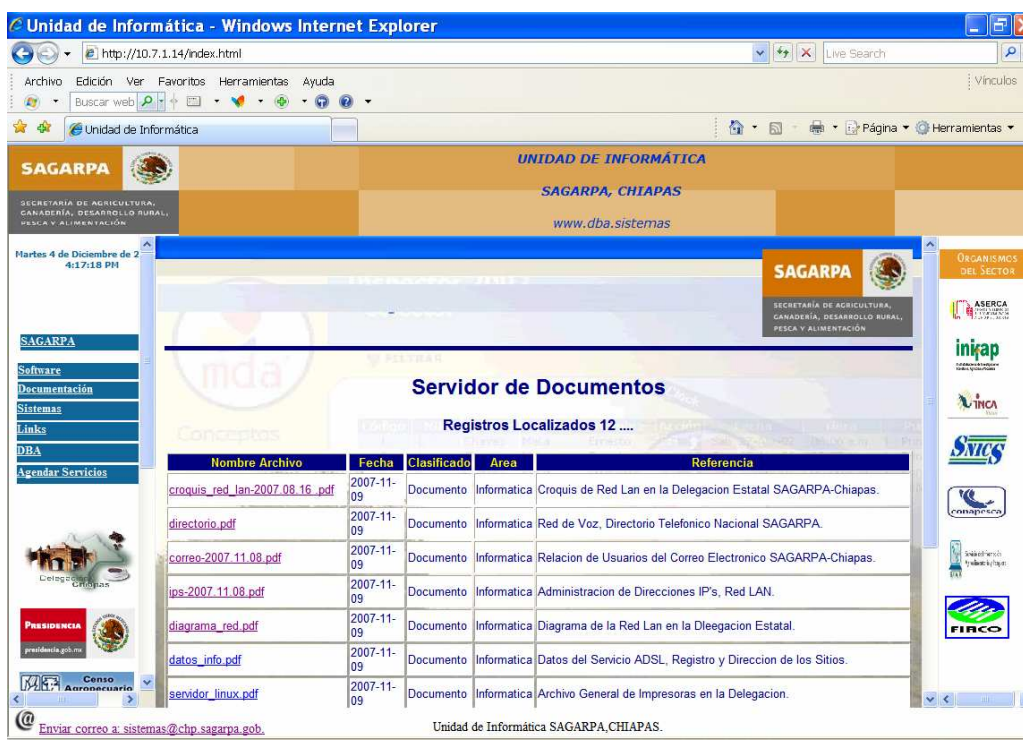 Unidad de Informática - Windows Internet Explorer
http://10.7.1.14/index.html
Live Search
Archivo Edición Ver Favoritos Herramientas Ayuda
Vínculos
Buscar web
Unidad de Informática
Página
Herramientas
SAGARPA
SECRETARÍA DE AGRICULTURA,
GANADERÍA, DESARROLLO RURAL,
PESCA Y ALIMENTACIÓN
UNIDAD DE INFORMÁTICA
SAGARPA, CHIAPAS
www.dba.sistemas
Martes 4 de Diciembre de 2
4:17:18 PM
SAGARPA
Software
Documentación
Sistemas
Links
DBA
Agendar Servicios
Delegación
Chiapas
PRESIDENCIA
presidencia.gob.mx
Censo
Agropecuario
SAGARPA
SECRETARÍA DE AGRICULTURA,
GANADERÍA, DESARROLLO RURAL,
PESCA Y ALIMENTACIÓN
FILTRAR
mda
Conceptos
Servidor de Documentos
Registros Localizados 12 ....
Nombre Archivo Fecha Clasificado Area Referencia
croquis_red_lan-2007.08.16 .pdf 2007-11-09 Documento Informatica Croquis de Red Lan en la Delegacion Estatal SAGARPA-Chiapas.
directorio.pdf 2007-11-09 Documento Informatica Red de Voz, Directorio Telefonico Nacional SAGARPA.
correo-2007.11.08.pdf 2007-11-09 Documento Informatica Relacion de Usuarios del Correo Electronico SAGARPA-Chiapas.
ips-2007.11.08.pdf 2007-11-09 Documento Informatica Administracion de Direcciones IP's, Red LAN.
diagrama_red.pdf 2007-11-09 Documento Informatica Diagrama de la Red Lan en la Dleegacion Estatal.
datos_info.pdf 2007-11-09 Documento Informatica Datos del Servicio ADSL, Registro y Direccion de los Sitios.
servidor_linux.pdf 2007-11-09 Documento Informatica Archivo General de Impresoras en la Delegacion.
ORGANISMOS
DEL SECTOR
ASERCA
inifap
INCA
SNICS
conapesca
FIRCO
@ Enviar correo a: sistemas@chp.sagarpa.gob.
Unidad de Informática SAGARPA,CHIAPAS.